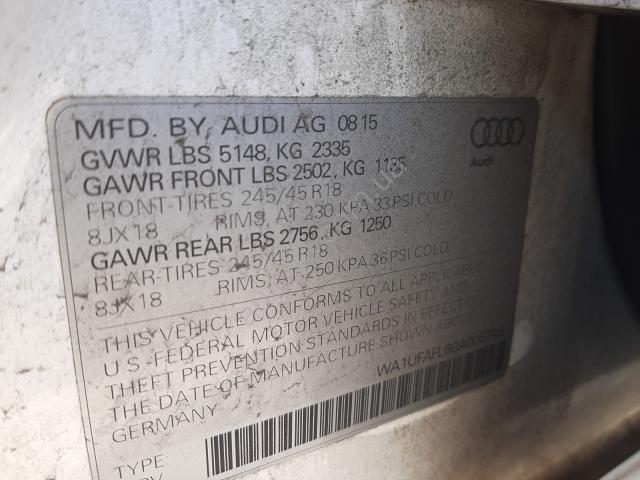 MFD. BY, AUDI AG 08 15
GVWR LBS 5148, KG 2335
GAWR FRONT LBS 2502, KG 1135
FRONT-TIRES 245/45 R18
8JX18 RIMS, AT 230 KPA 33 PSI COLD
GAWR REAR LBS 2756, KG 1250
REAR-TIRES 245/45 R18
8JX18 RIMS, AT 250 KPA 36 PSI COLD
THIS VEHICLE CONFORMS TO ALL APPLICABLE
U.S. FEDERAL MOTOR VEHICLE SAFETY AND
THEFT PREVENTION STANDARDS IN EFFECT ON
THE DATE OF MANUFACTURE SHOWN ABOVE.
GERMANY
TYPE
Audi